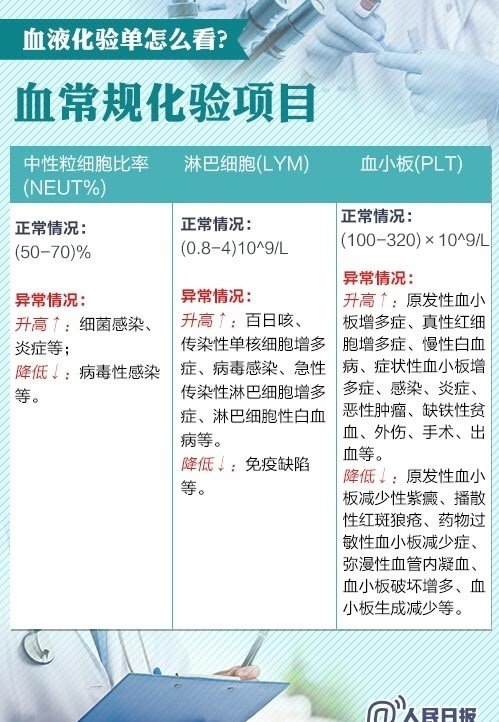 血液化验单怎么看?
血常规化验项目
中性粒细胞比率
(NEUT%)
正常情况：
(50-70)%
异常情况：
升高↑：细菌感染、
炎症等；
降低↓：病毒性感染
等。
淋巴细胞(LYM)
正常情况：
(0.8-4)10^9/L
异常情况：
升高↑：百日咳、
传染性单核细胞增多
症、病毒感染、急性
传染性淋巴细胞增多
症、淋巴细胞性白血
病等。
降低↓：免疫缺陷
等。
血小板(PLT)
正常情况：
(100-320)×10^9/L
异常情况：
升高↑：原发性血小
板增多症、真性红细
胞增多症、慢性白血
病、症状性血小板增
多症、感染、炎症、
恶性肿瘤、缺铁性贫
血、外伤、手术、出
血等。
降低↓：原发性血小
板减少性紫癜、播散
性红斑狼疮、药物过
敏性血小板减少症、
弥漫性血管内凝血、
血小板破坏增多、血
小板生成减少等。
@人民日报